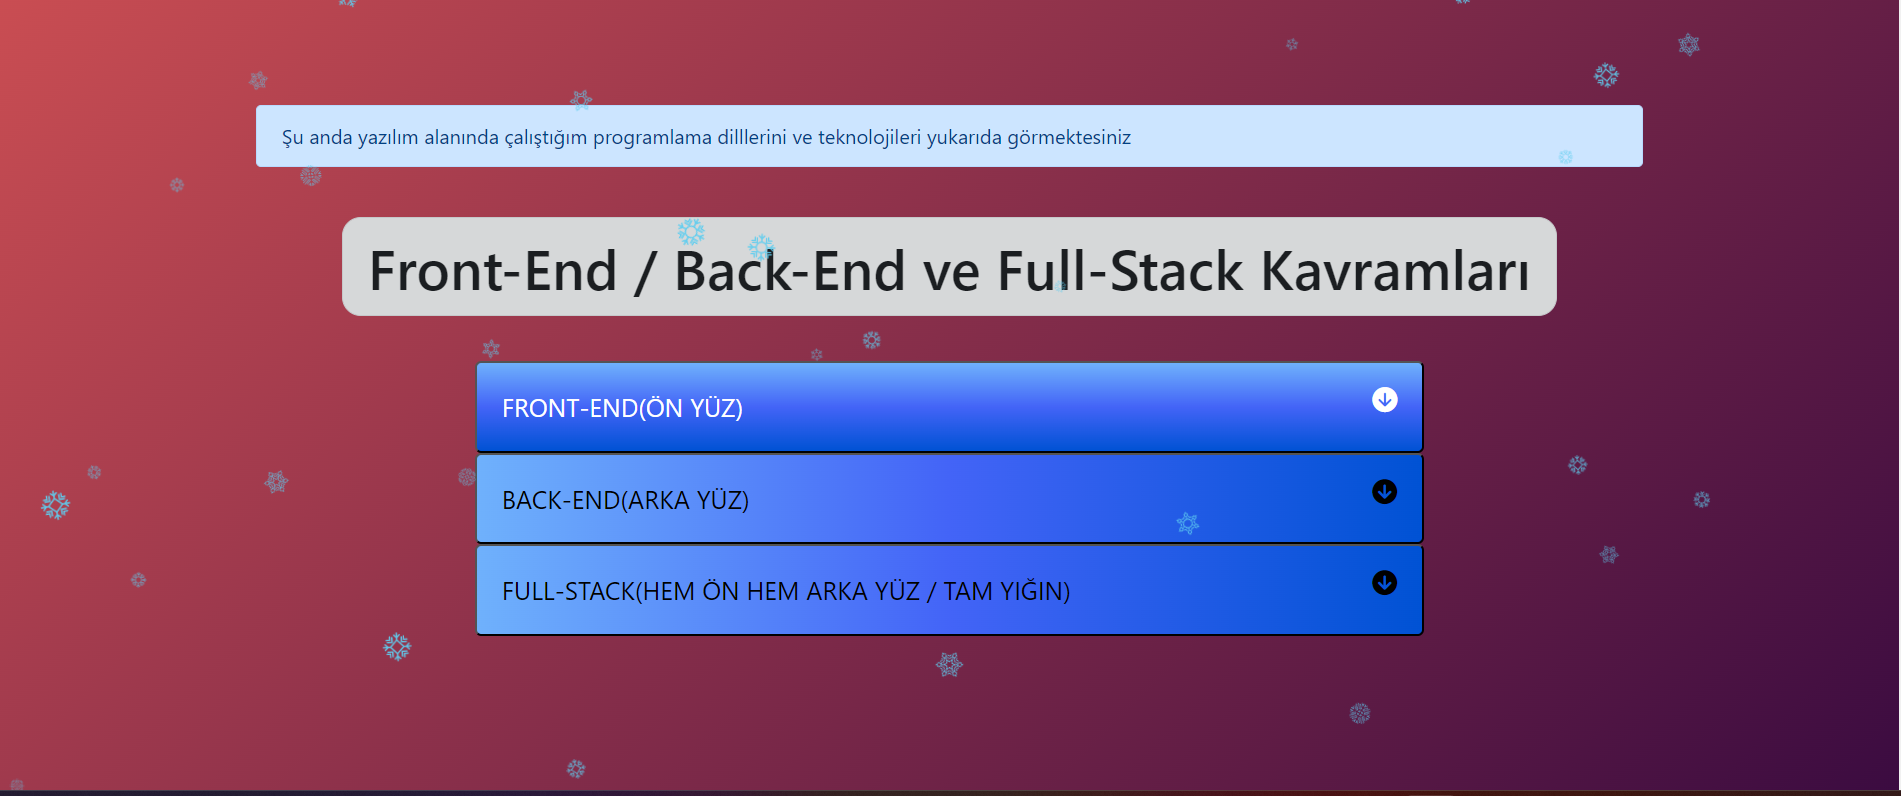 Şu anda yazılım alanında çalıştığım programlama dilllerini ve teknolojileri yukarıda görmektesiniz
Front-End / Back-End ve Full-Stack Kavramları
FRONT-END(ÖN YÜZ)
BACK-END(ARKA YÜZ)
FULL-STACK(HEM ÖN HEM ARKA YÜZ / TAM YIĞIN)